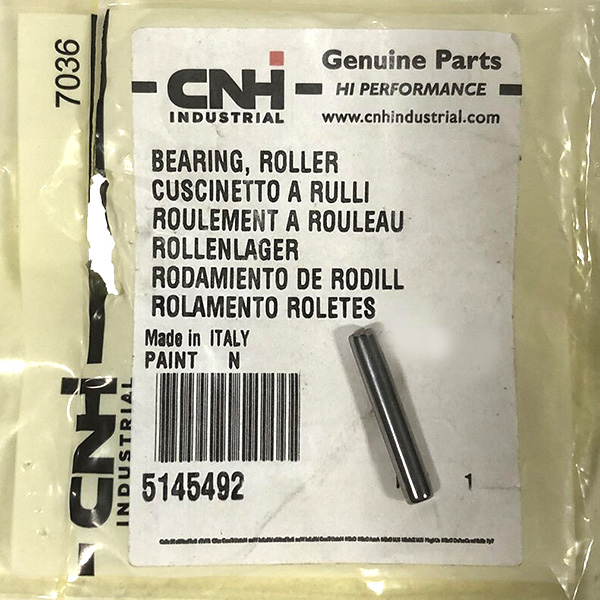 7036
CNH
INDUSTRIAL
Genuine Parts
HI PERFORMANCE
www.cnhindustrial.com
BEARING, ROLLER
CUSCINETTO A RULLI
ROULEMENT A ROULEAU
ROLLENLAGER
RODAMIENTO DE RODILL
ROLAMENTO ROLETES
Made in ITALY
PAINT N
5145492
1
CNH
INDUSTRIAL